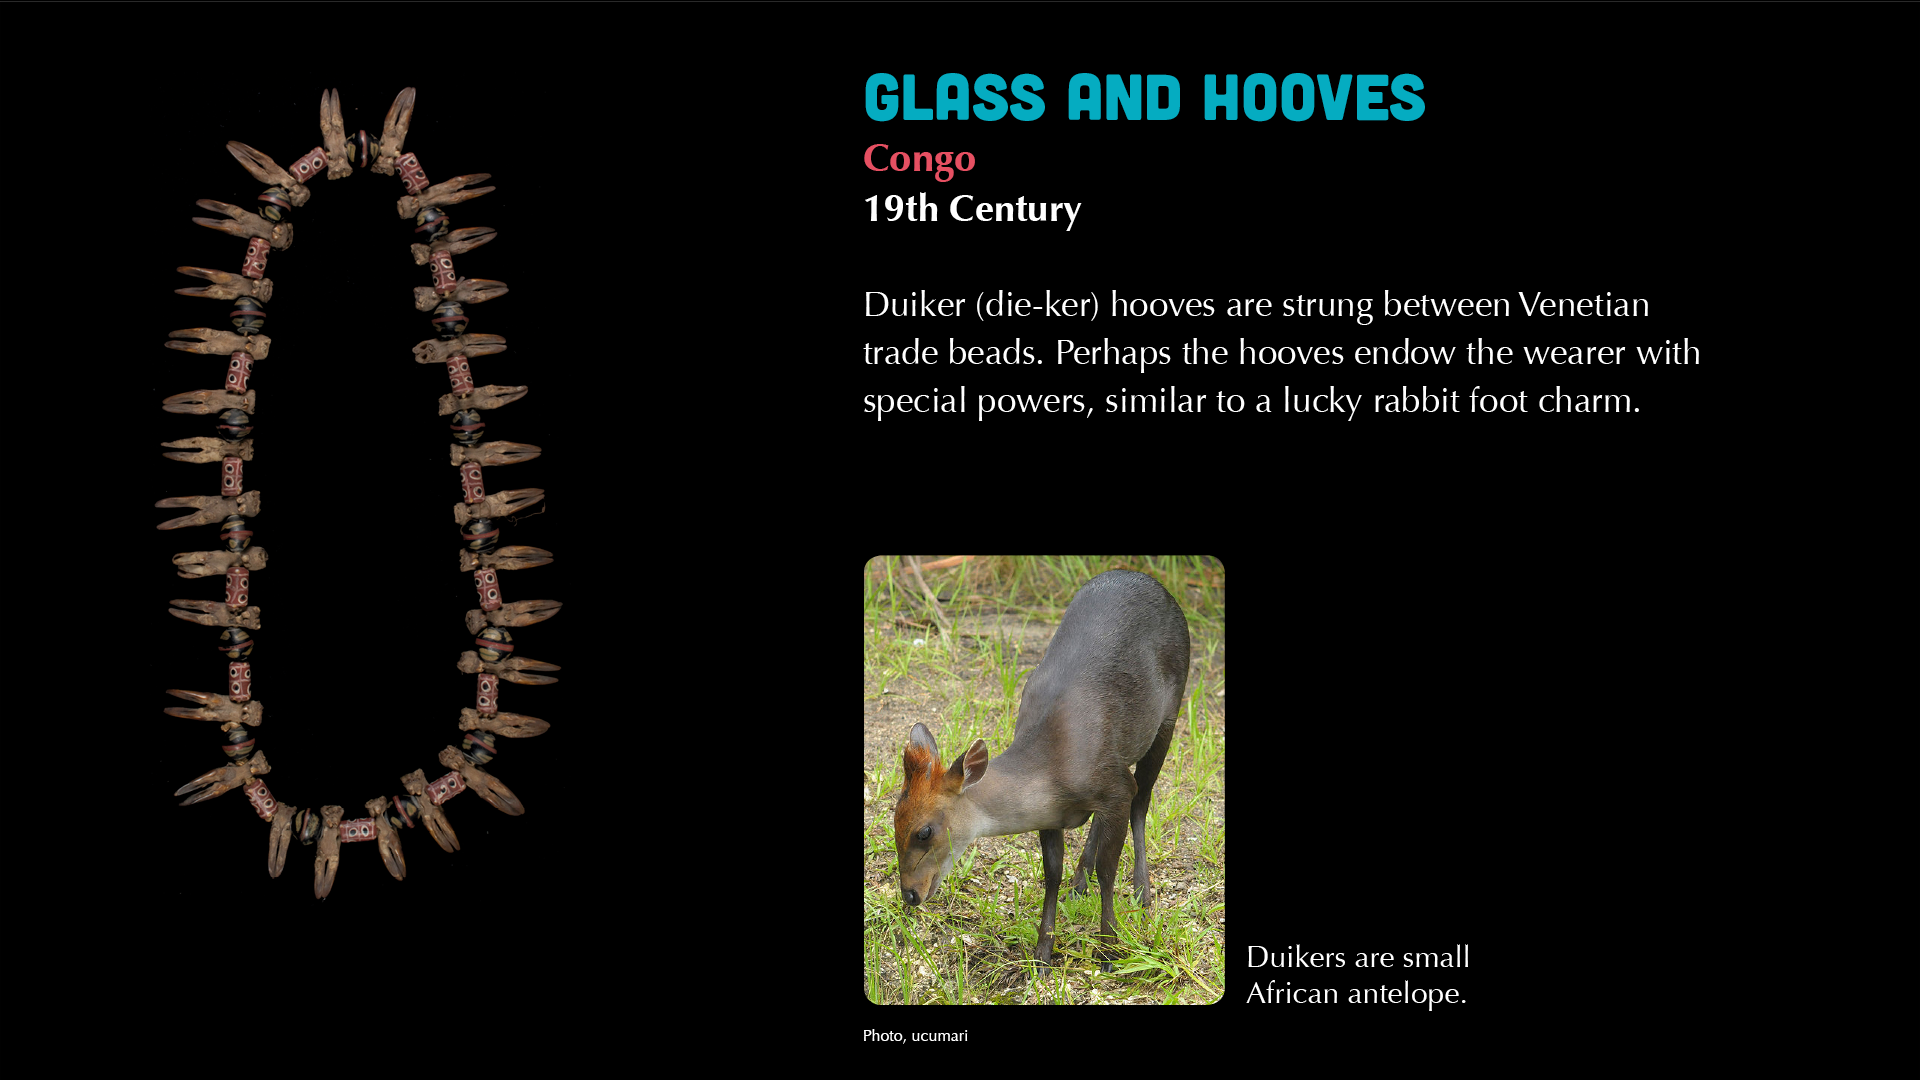 GLASS AND HOOVES
Congo
19th Century
Duiker (die-ker) hooves are strung between Venetian
trade beads. Perhaps the hooves endow the wearer with
special powers, similar to a lucky rabbit foot charm.
Duikers are small
African antelope.
Photo, ucumari